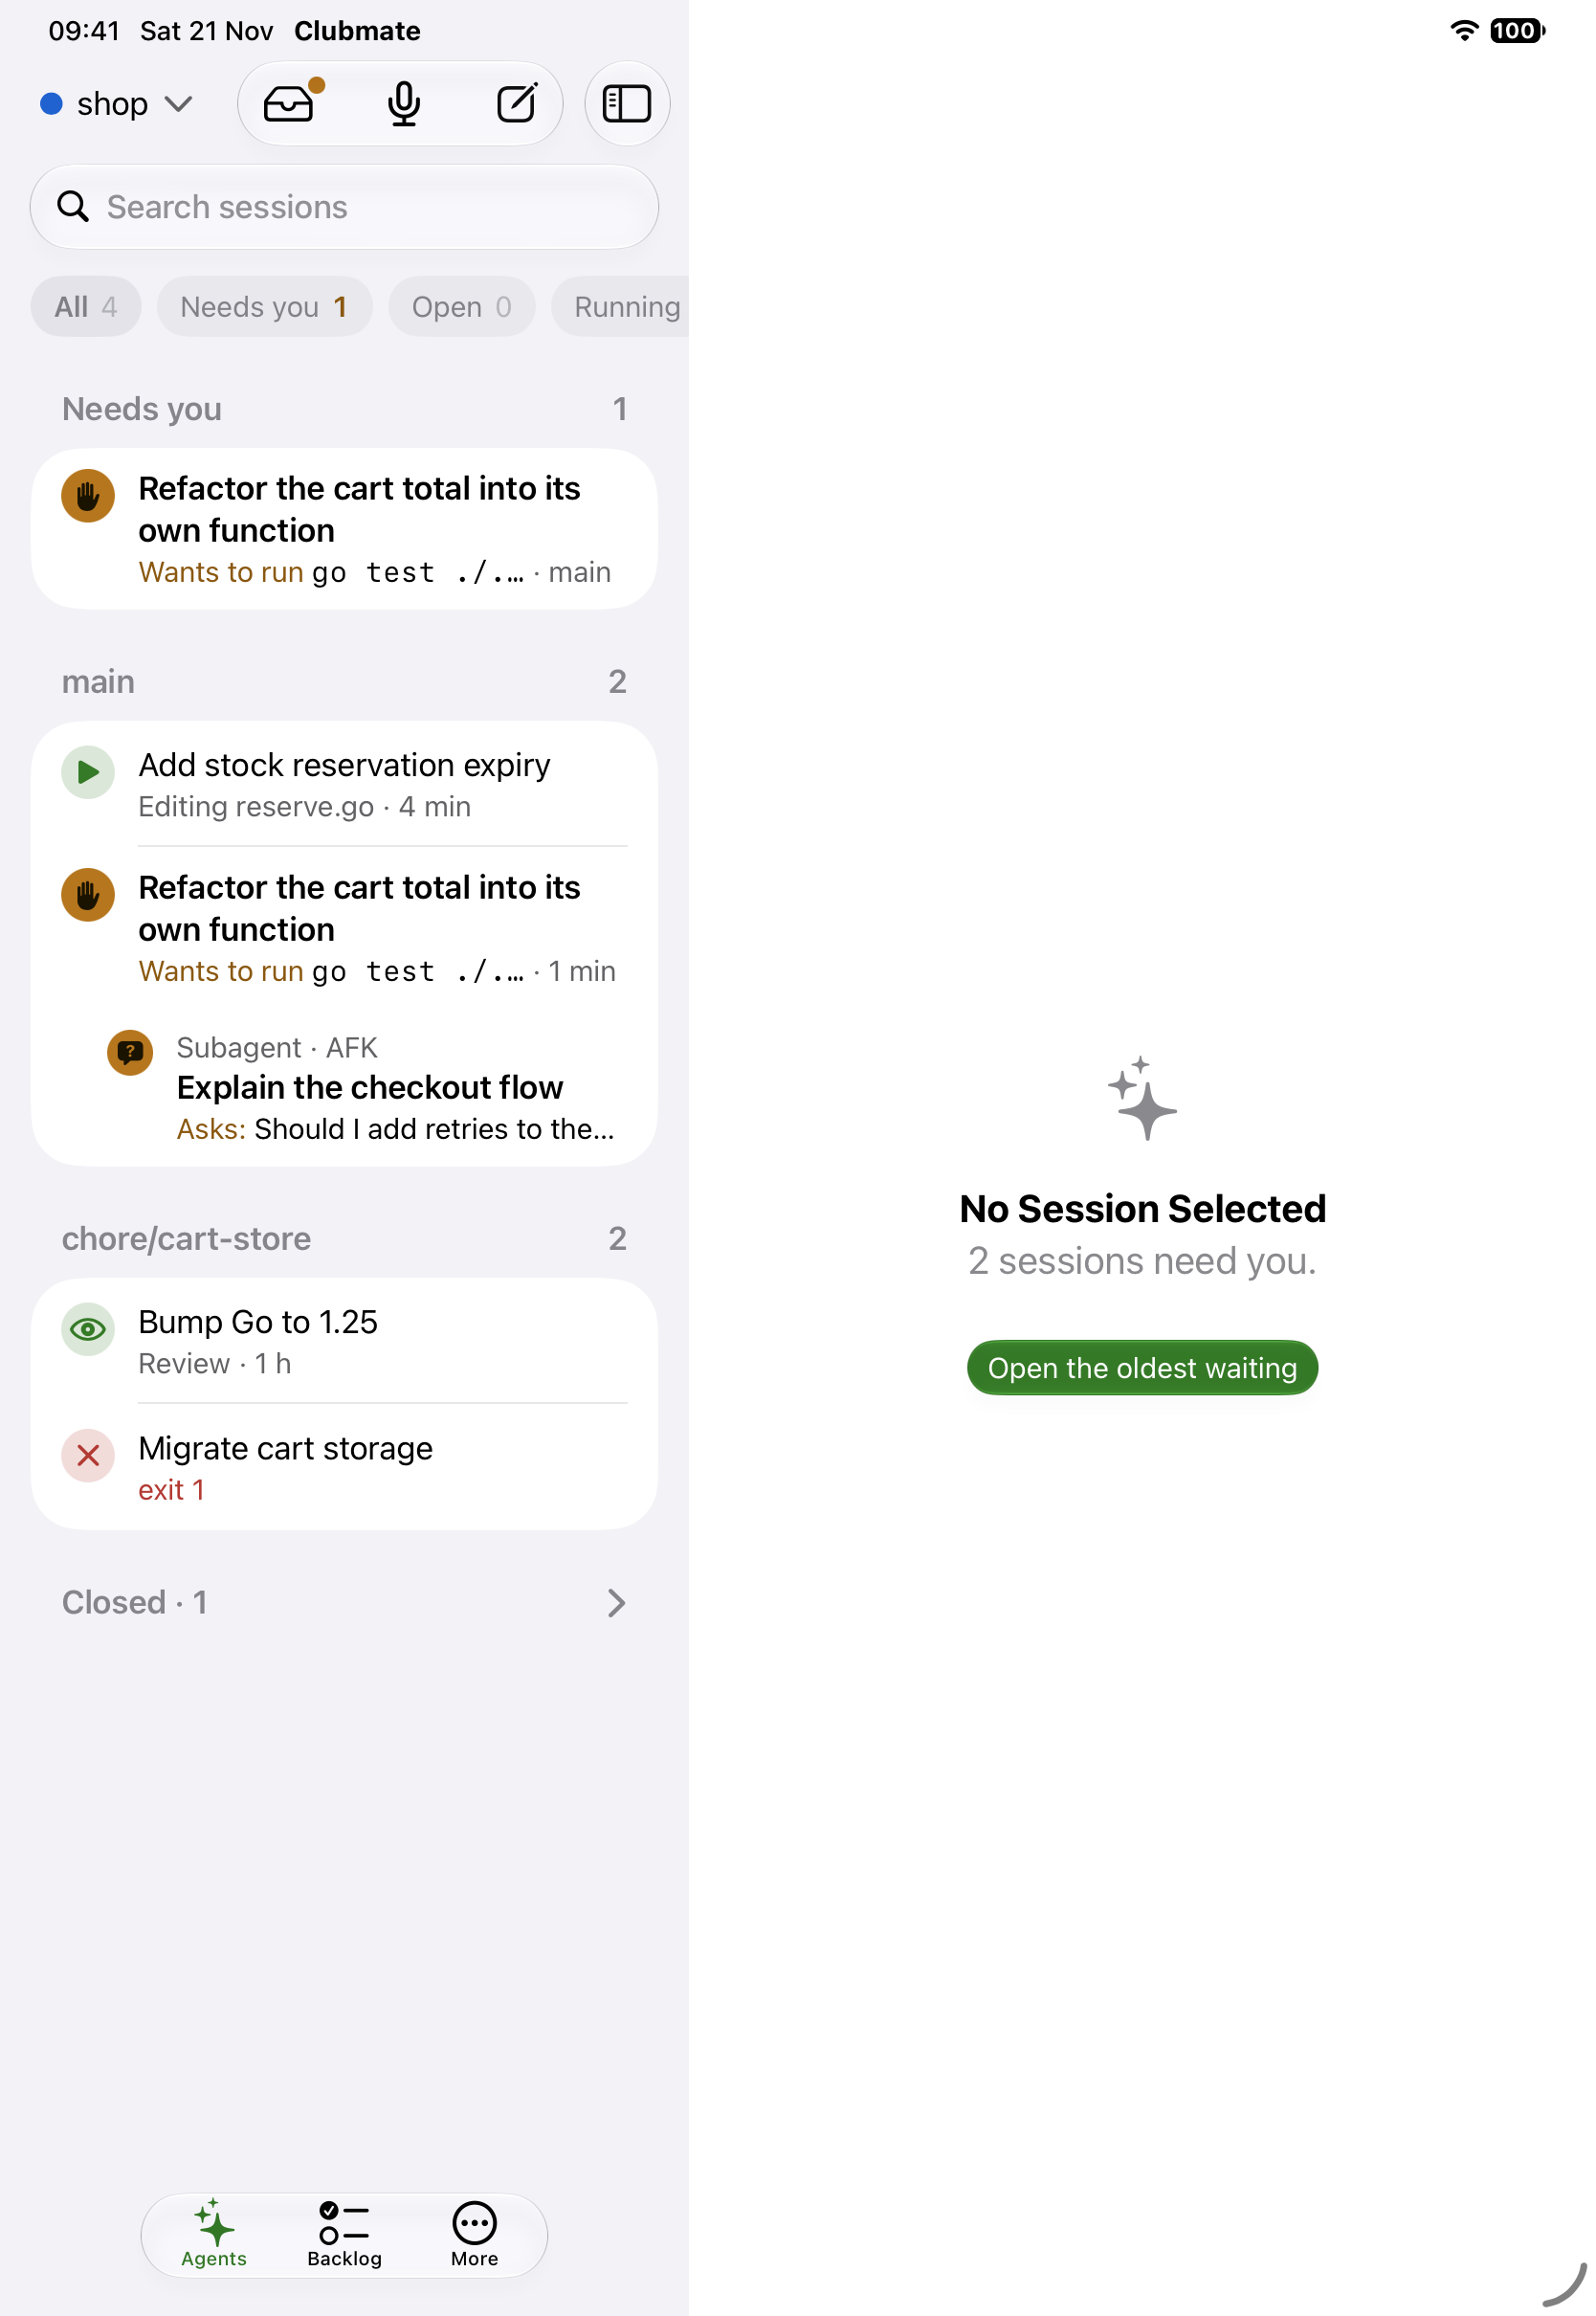 09:41 Sat 21 Nov Clubmate
100
shop
Search sessions
All 4 Needs you 1 Open 0 Running
Needs you 1
Refactor the cart total into its
own function
Wants to run go test ./.… · main
main 2
Add stock reservation expiry
Editing reserve.go · 4 min
Refactor the cart total into its
own function
Wants to run go test ./.… · 1 min
Subagent · AFK
Explain the checkout flow
Asks: Should I add retries to the...
chore/cart-store 2
Bump Go to 1.25
Review · 1 h
Migrate cart storage
exit 1
Closed · 1
No Session Selected
2 sessions need you.
Open the oldest waiting
Agents Backlog More